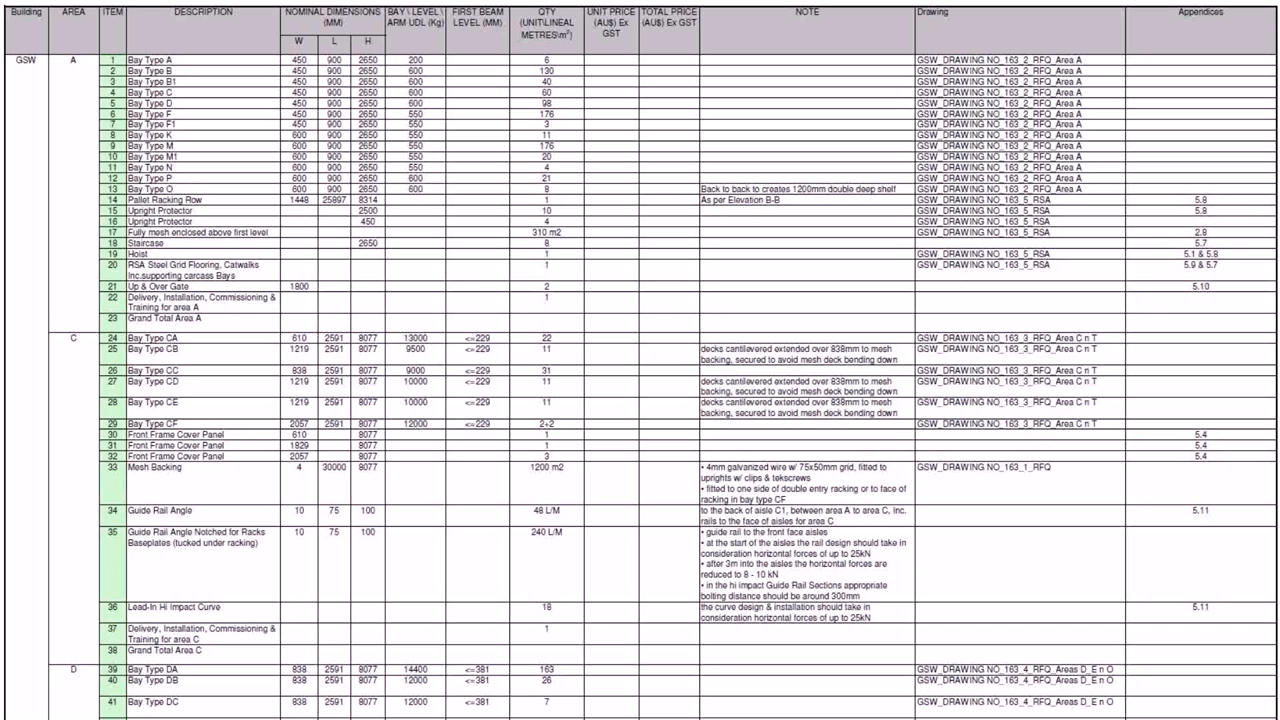 Building AREA ITEM DESCRIPTION NOMINAL DIMENSIONS (MM) BAY \ LEVEL \ ARM UDL (Kg) FIRST BEAM LEVEL (MM) QTY (UNIT\LINEAL METRES\m²) UNIT PRICE (AU$) Ex GST TOTAL PRICE (AU$) Ex GST NOTE Drawing Appendices
W L H
GSW A 1 Bay Type A 450 900 2650 200 6 GSW_DRAWING NO_163_2_RFQ_Area A
2 Bay Type B 450 900 2650 600 130 GSW_DRAWING NO_163_2_RFQ_Area A
3 Bay Type B1 450 900 2650 600 40 GSW_DRAWING NO_163_2_RFQ_Area A
4 Bay Type C 450 900 2650 600 60 GSW_DRAWING NO_163_2_RFQ_Area A
5 Bay Type D 450 900 2650 600 98 GSW_DRAWING NO_163_2_RFQ_Area A
6 Bay Type F 450 900 2650 550 176 GSW_DRAWING NO_163_2_RFQ_Area A
7 Bay Type F1 450 900 2650 550 3 GSW_DRAWING NO_163_2_RFQ_Area A
8 Bay Type K 600 900 2650 550 11 GSW_DRAWING NO_163_2_RFQ_Area A
9 Bay Type M 600 900 2650 550 176 GSW_DRAWING NO_163_2_RFQ_Area A
10 Bay Type M1 600 900 2650 550 20 GSW_DRAWING NO_163_2_RFQ_Area A
11 Bay Type N 600 900 2650 550 4 GSW_DRAWING NO_163_2_RFQ_Area A
12 Bay Type P 600 900 2650 600 21 GSW_DRAWING NO_163_2_RFQ_Area A
13 Bay Type O 600 900 2650 600 8 Back to back to creates 1200mm double deep shelf GSW_DRAWING NO_163_2_RFQ_Area A
14 Pallet Racking Row 1448 25897 8314 1 As per Elevation B-B GSW_DRAWING NO_163_5_RSA 5.8
15 Upright Protector 2500 10 GSW_DRAWING NO_163_5_RSA 5.8
16 Upright Protector 450 4 GSW_DRAWING NO_163_5_RSA
17 Fully mesh enclosed above first level 310 m2 GSW_DRAWING NO_163_5_RSA 2.8
18 Staircase 2650 8 5.7
19 Hoist 1 GSW_DRAWING NO_163_5_RSA 5.1 & 5.8
20 RSA Steel Grid Flooring, Catwalks 1 GSW_DRAWING NO_163_5_RSA 5.9 & 5.7
Inc.supporting carcass Bays
21 Up & Over Gate 1800 2 5.10
22 Delivery, Installation, Commissioning & 1
Training for area A
23 Grand Total Area A
C 24 Bay Type CA 610 2591 8077 13000 <=229 22 GSW_DRAWING NO_163_3_RFQ_Area C n T
25 Bay Type CB 1219 2591 8077 9500 <=229 11 decks cantilevered extended over 838mm to mesh GSW_DRAWING NO_163_3_RFQ_Area C n T
backing, secured to avoid mesh deck bending down
26 Bay Type CC 838 2591 8077 9000 <=229 31 GSW_DRAWING NO_163_3_RFQ_Area C n T
27 Bay Type CD 1219 2591 8077 10000 <=229 11 decks cantilevered extended over 838mm to mesh GSW_DRAWING NO_163_3_RFQ_Area C n T
backing, secured to avoid mesh deck bending down
28 Bay Type CE 1219 2591 8077 10000 <=229 11 decks cantilevered extended over 838mm to mesh GSW_DRAWING NO_163_3_RFQ_Area C n T
backing, secured to avoid mesh deck bending down
29 Bay Type CF 2057 2591 8077 12000 <=229 2+2 GSW_DRAWING NO_163_3_RFQ_Area C n T
30 Front Frame Cover Panel 610 8077 1 5.4
31 Front Frame Cover Panel 1829 8077 1 5.4
32 Front Frame Cover Panel 2057 8077 3 5.4
33 Mesh Backing 4 30000 8077 1200 m2 • 4mm galvanized wire w/ 75x50mm grid, fitted to GSW_DRAWING NO_163_1_RFQ
uprights w/ clips & tekscrews
• fitted to one side of double entry racking or to face of
racking in bay type CF
34 Guide Rail Angle 10 75 100 48 L/M to the back of aisle C1, between area A to area C, inc. 5.11
rails to the face of aisles for area C
35 Guide Rail Angle Notched for Racks 10 75 100 240 L/M • guide rail to the front face aisles
Baseplates (tucked under racking) • at the start of the aisles the rail design should take in
consideration horizontal forces of up to 25kN
• after 3m into the aisles the horizontal forces are
reduced to 8 - 10 kN
• in the hi impact Guide Rail Sections appropriate
bolting distance should be around 300mm
36 Lead-In Hi Impact Curve 18 the curve design & installation should take in 5.11
consideration horizontal forces of up to 25kN
37 Delivery, Installation, Commissioning & 1
Training for area C
38 Grand Total Area C
D 39 Bay Type DA 838 2591 8077 14400 <=381 163 GSW_DRAWING NO_163_4_RFQ_Areas D_E n O
40 Bay Type DB 838 2591 8077 12000 <=381 26 GSW_DRAWING NO_163_4_RFQ_Areas D_E n O
41 Bay Type DC 838 2591 8077 12000 <=381 7 GSW_DRAWING NO_163_4_RFQ_Areas D_E n O